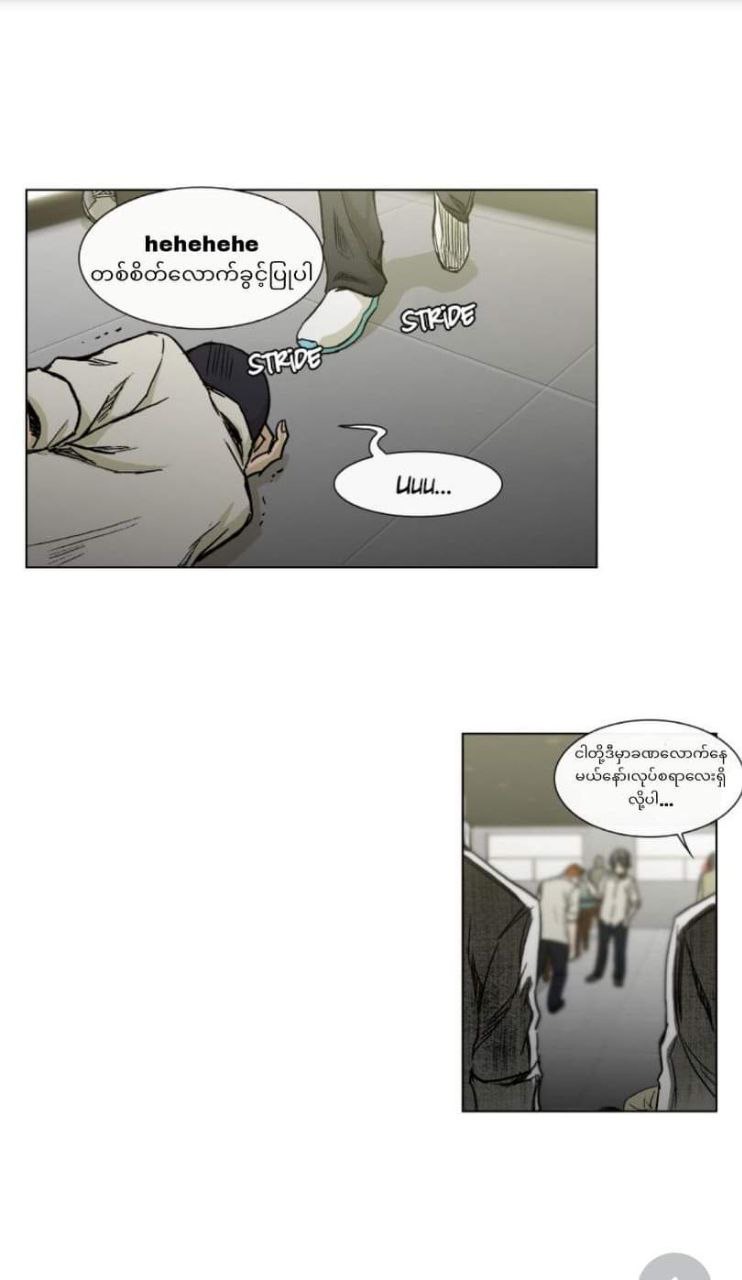 hehehehe
တစ်စိတ်လောက်ခွင့်ပြုပါ
STRIDE
STRIDE
UUU...
ငါတို့ဒီမှာခဏလောက်နေ
မယ်နော်၊လုပ်စရာလေးရှိ
လို့ပါ...